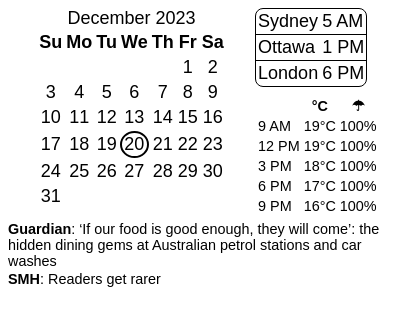 December 2023
Su Mo Tu We Th Fr Sa
1 2
3 4 5 6 7 8 9
10 11 12 13 14 15 16
17 18 19 20 21 22 23
24 25 26 27 28 29 30
31
Sydney 5 AM
Ottawa 1 PM
London 6 PM
°C ☂
9 AM 19°C 100%
12 PM 19°C 100%
3 PM 18°C 100%
6 PM 17°C 100%
9 PM 16°C 100%
Guardian: ‘If our food is good enough, they will come’: the
hidden dining gems at Australian petrol stations and car
washes
SMH: Readers get rarer